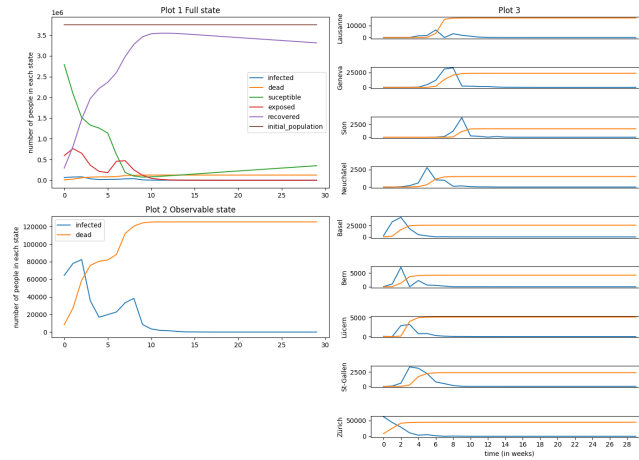 Plot 1 Full state
1e6
number of people in each state
3.5
3.0
2.5
2.0
1.5
1.0
0.5
0.0
infected
dead
suceptible
exposed
recovered
initial_population
0 5 10 15 20 25 30
Plot 2 Observable state
number of people in each state
120000
100000
80000
60000
40000
20000
0
infected
dead
0 5 10 15 20 25 30
Plot 3
Lausanne
10000
0
Geneva
25000
0
Sion
2500
0
Neuchâtel
2500
0
Basel
25000
0
Bern
5000
0
Lucern
5000
0
St-Gallen
2500
0
Zürich
50000
0
0 2 4 6 8 10 12 14 16 18 20 22 24 26 28
time (in weeks)